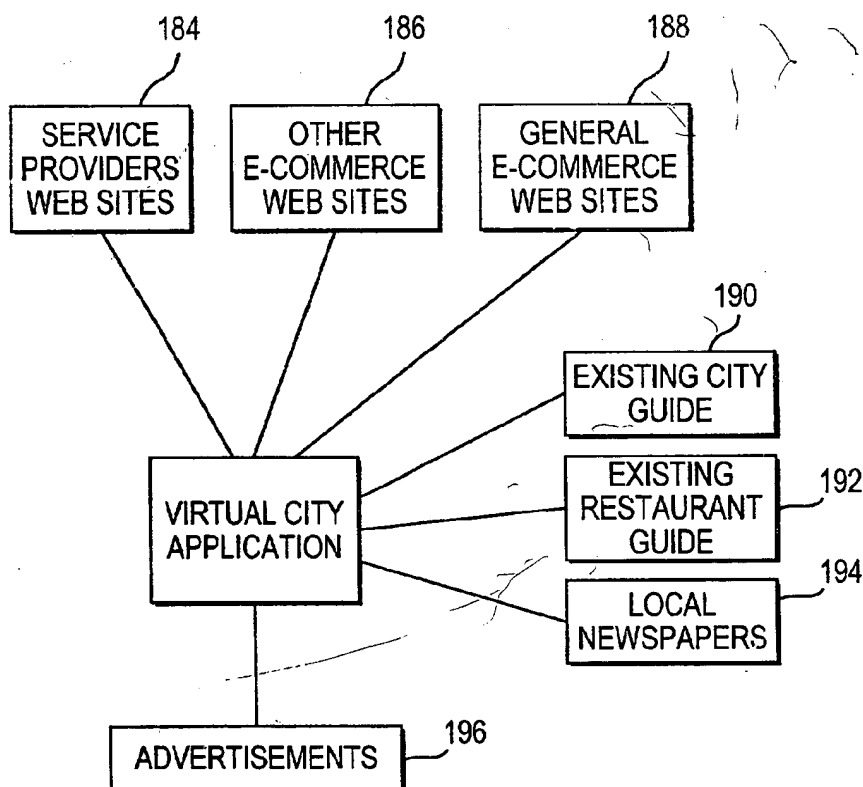 184
186
188
SERVICE
PROVIDERS
WEB SITES
OTHER
E-COMMERCE
WEB SITES
GENERAL
E-COMMERCE
WEB SITES
190
EXISTING CITY
GUIDE
VIRTUAL CITY
APPLICATION
EXISTING
RESTAURANT
GUIDE
192
194
LOCAL
NEWSPAPERS
ADVERTISEMENTS
196